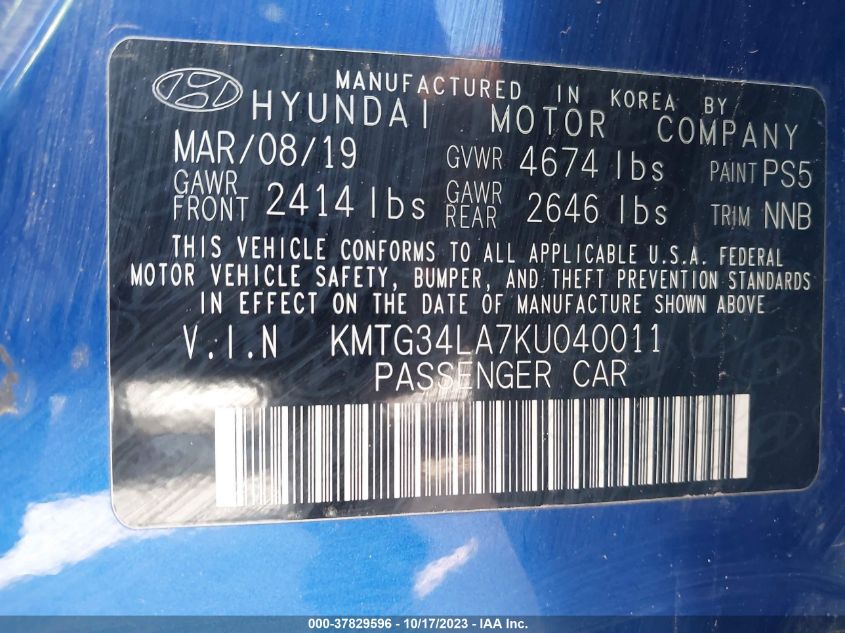 MANUFACTURED IN KOREA BY
HYUNDAI MOTOR COMPANY
MAR/08/19 GVWR 4674 lbs PAINT PS5
GAWR FRONT 2414 lbs GAWR REAR 2646 lbs TRIM NNB
THIS VEHICLE CONFORMS TO ALL APPLICABLE U.S.A. FEDERAL
MOTOR VEHICLE SAFETY, BUMPER, AND THEFT PREVENTION STANDARDS
IN EFFECT ON THE DATE OF MANUFACTURE SHOWN ABOVE
V.I.N KMTG34LA7KU040011
PASSENGER CAR
000-37829596 - 10/17/2023 - IAA Inc.